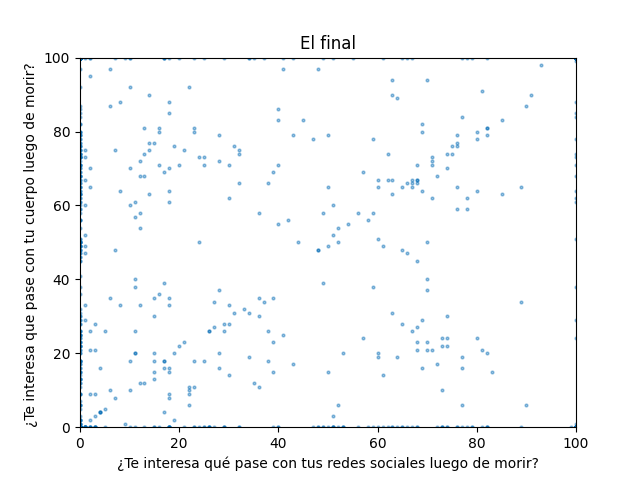 El final
¿Te interesa que pase con tu cuerpo luego de morir?
100
80
60
40
20
0
0 20 40 60 80 100
¿Te interesa qué pase con tus redes sociales luego de morir?